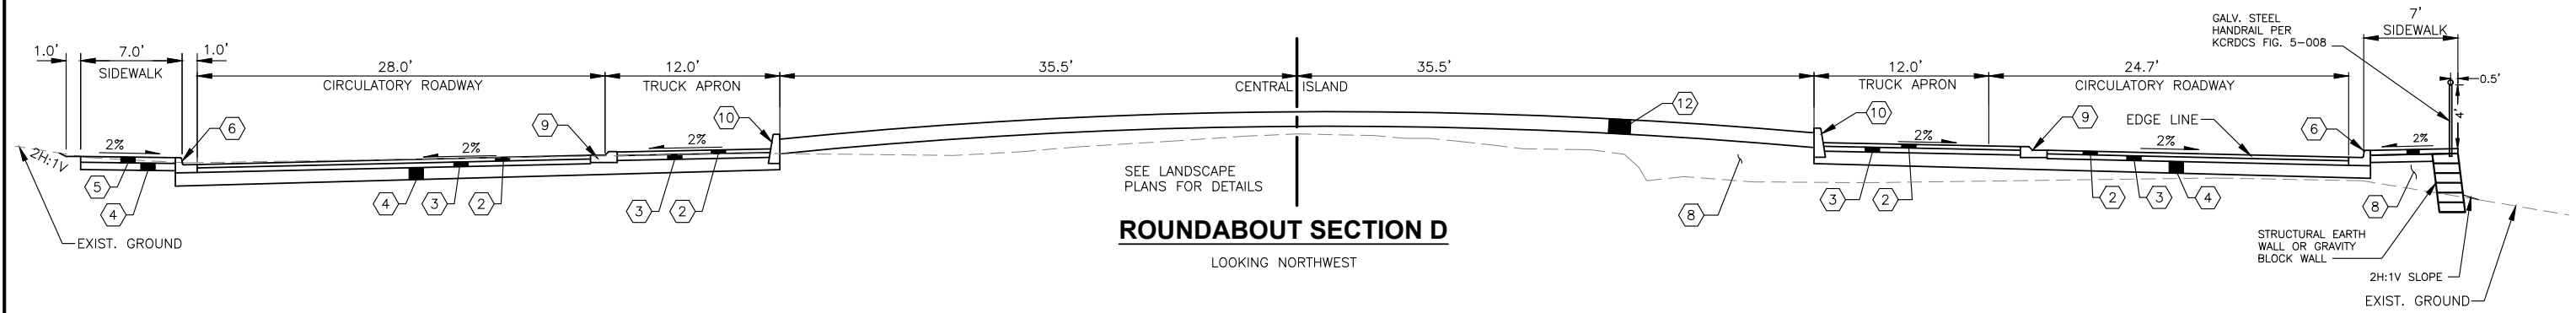 1.0'
7.0'
1.0'
SIDEWALK
28.0'
CIRCULATORY ROADWAY
12.0'
TRUCK APRON
35.5'
CENTRAL ISLAND
35.5'
12.0'
TRUCK APRON
24.7'
CIRCULATORY ROADWAY
GALV. STEEL
HANDRAIL PER
KCRDCS FIG. 5-008
7'
SIDEWALK
0.5'
4'
2H:1V
2%
6
2%
9
2%
10
12
10
2%
9
EDGE LINE
2%
6
2%
5
4
4
3
2
3
2
EXIST. GROUND
SEE LANDSCAPE
PLANS FOR DETAILS
8
3
2
2
3
4
8
ROUNDABOUT SECTION D
LOOKING NORTHWEST
STRUCTURAL EARTH
WALL OR GRAVITY
BLOCK WALL
2H:1V SLOPE
EXIST. GROUND